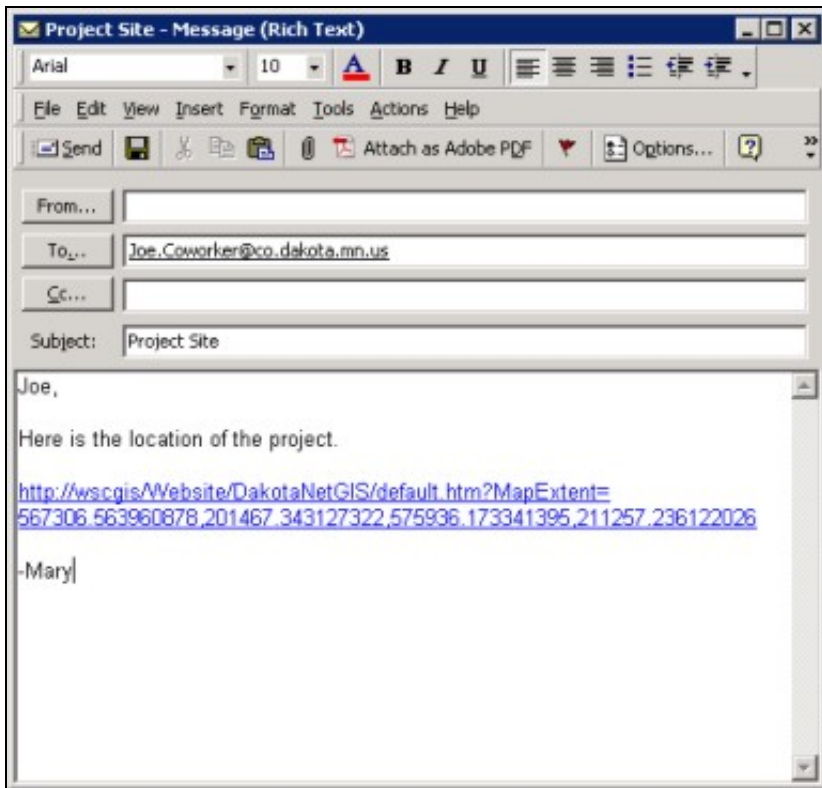 Project Site - Message (Rich Text)
Arial 10 A B I U
File Edit View Insert Format Tools Actions Help
Send Attach as Adobe PDF Options...
From...
To... Joe.Coworker@co.dakota.mn.us
Cc...
Subject: Project Site
Joe,
Here is the location of the project.
http://wscgis/Website/DakotaNetGIS/default.htm?MapExtent=
567306.563960878,201467.343127322,575936.173341395,211257.236122026
-Mary